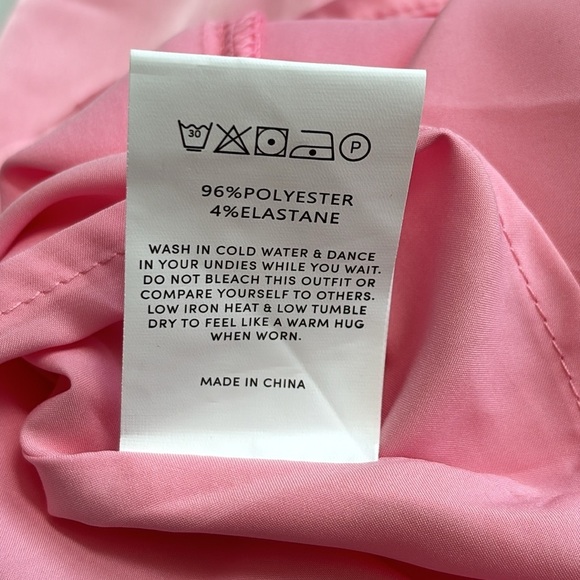 30 P
96%POLYESTER
4%ELASTANE
WASH IN COLD WATER & DANCE
IN YOUR UNDIES WHILE YOU WAIT.
DO NOT BLEACH THIS OUTFIT OR
COMPARE YOURSELF TO OTHERS.
LOW IRON HEAT & LOW TUMBLE
DRY TO FEEL LIKE A WARM HUG
WHEN WORN.
MADE IN CHINA